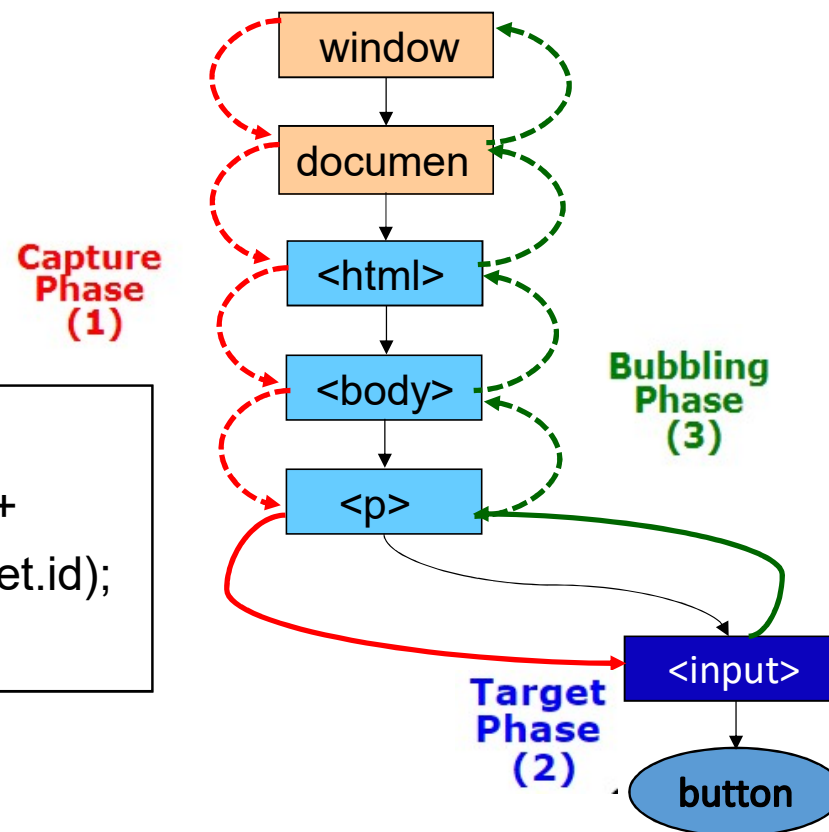 window
documen
<html>
<body>
<p>
<input>
button
Capture
Phase
(1)
Bubbling
Phase
(3)
Target
Phase
(2)
+
et.id);